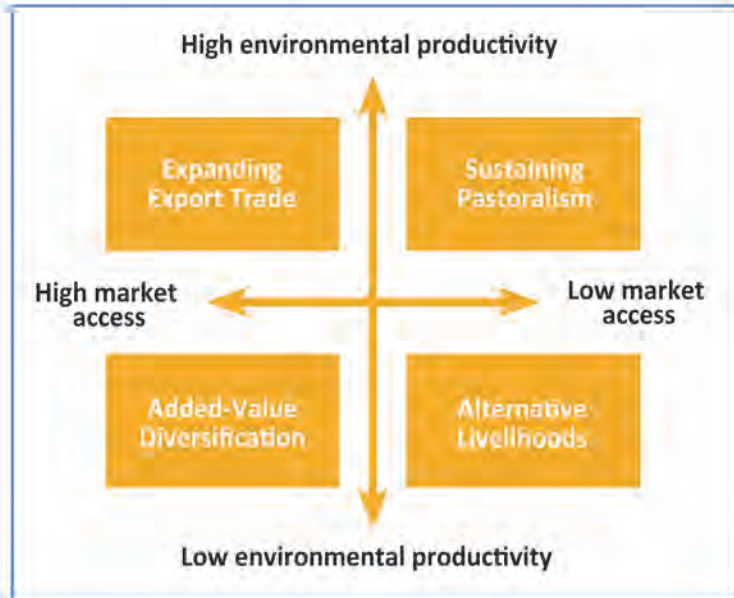 High environmental productivity
Expanding
Export Trade
Sustaining
Pastoralism
High market
access
Low market
access
Added-Value
Diversification
Alternative
Livelihoods
Low environmental productivity